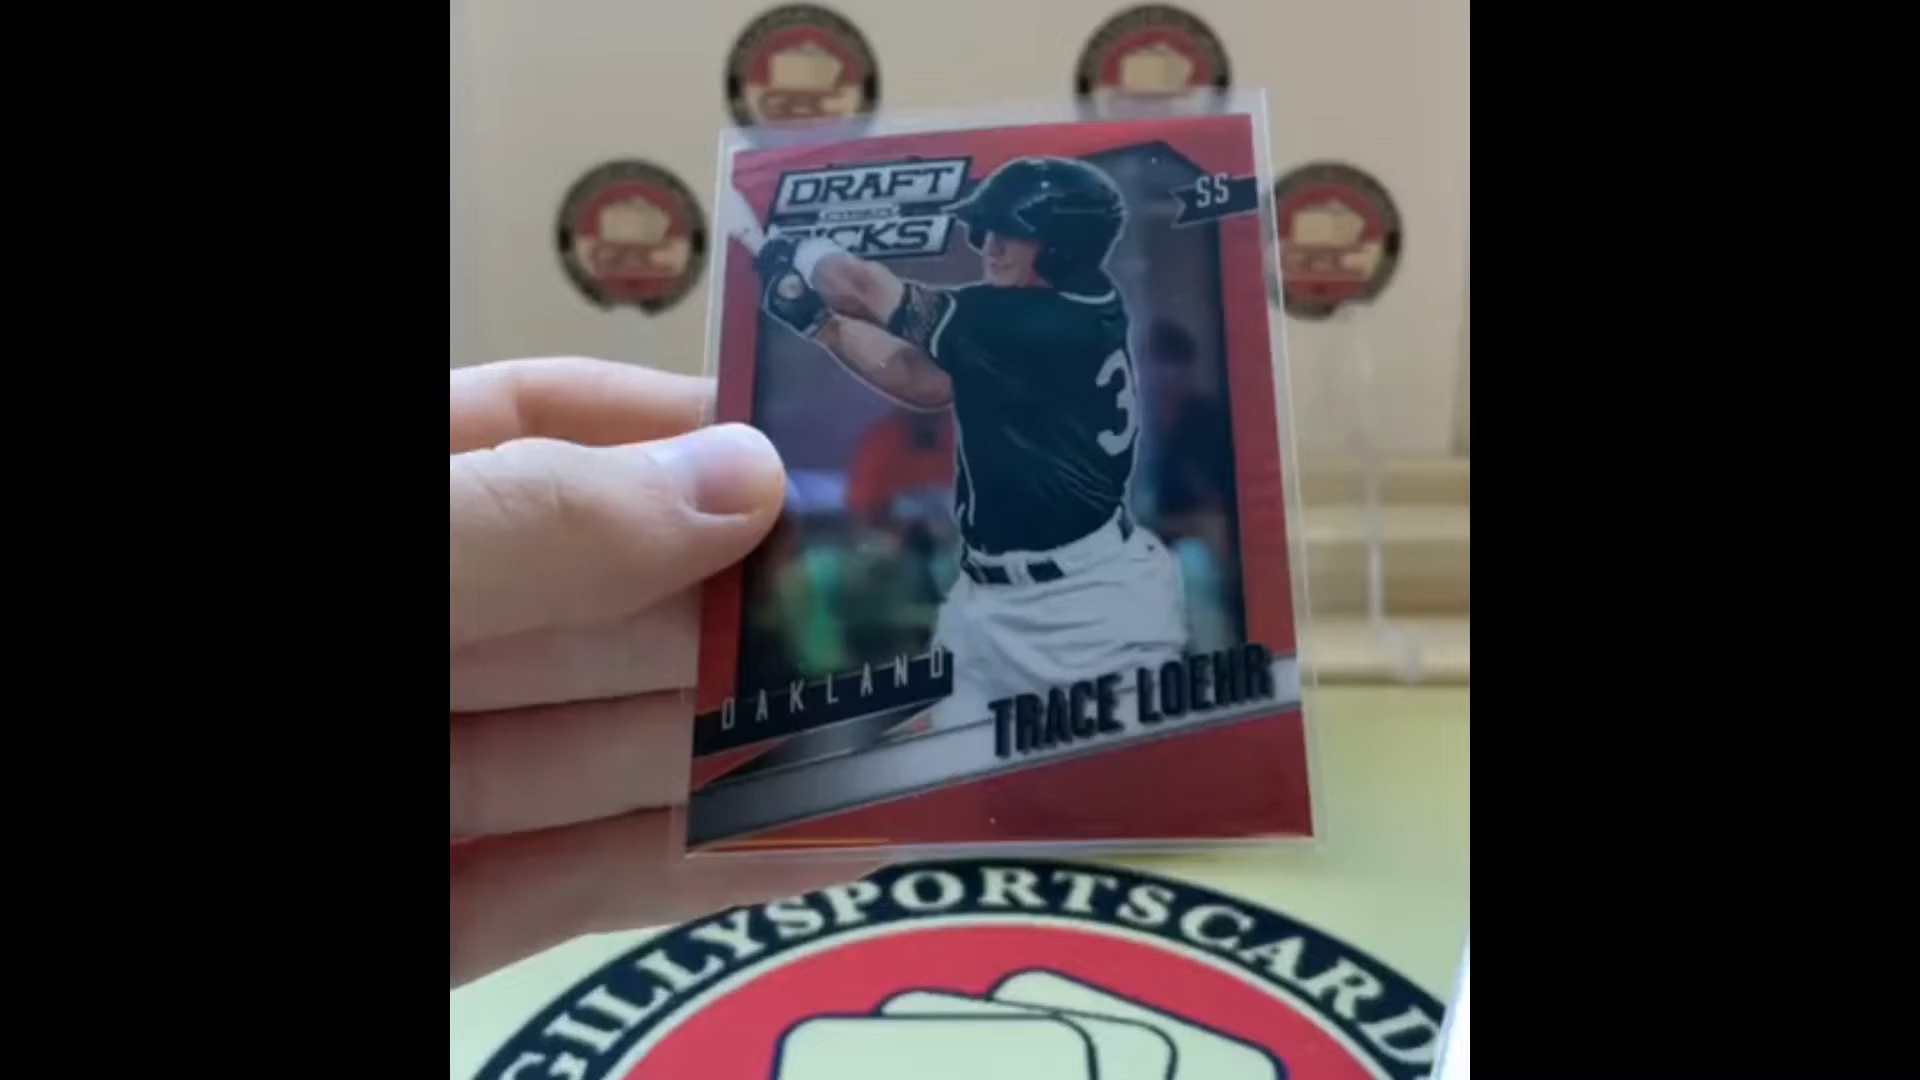 DRAFT
PICKS
SS
3
OAKLAND
TRACE LOEHR
GILLYSPORTSCARD